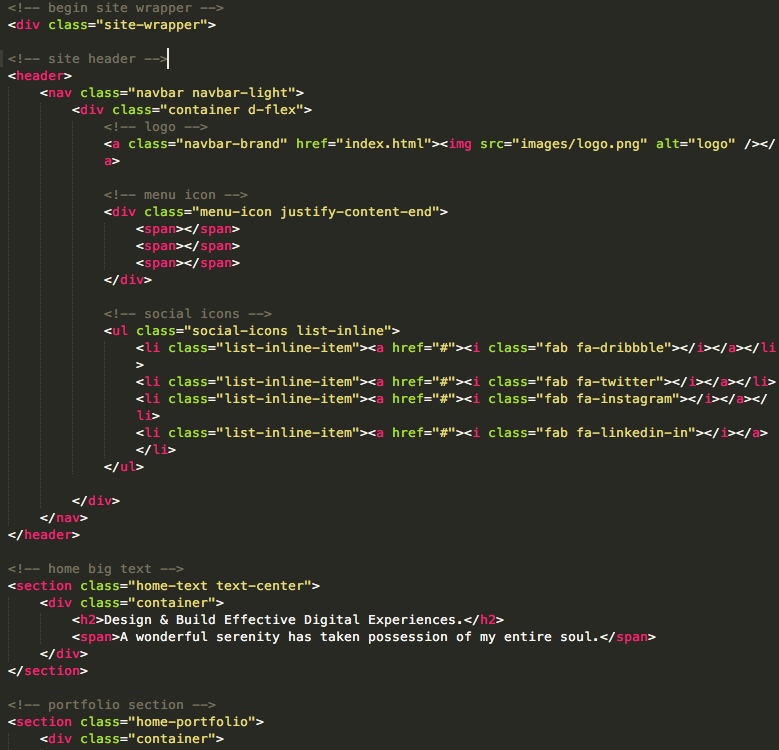 <!-- begin site wrapper -->
<div class="site-wrapper">
<!-- site header -->
<header>
<nav class="navbar navbar-light">
<div class="container d-flex">
<!-- logo -->
<a class="navbar-brand" href="index.html"><img src="images/logo.png" alt="logo" /></
a>
<!-- menu icon -->
<div class="menu-icon justify-content-end">
<span></span>
<span></span>
<span></span>
</div>
<!-- social icons -->
<ul class="social-icons list-inline">
<li class="list-inline-item"><a href="#"><i class="fab fa-dribbble"></i></a></li
>
<li class="list-inline-item"><a href="#"><i class="fab fa-twitter"></i></a></li>
<li class="list-inline-item"><a href="#"><i class="fab fa-instagram"></i></a></
li>
<li class="list-inline-item"><a href="#"><i class="fab fa-linkedin-in"></i></a>
</li>
</ul>
</div>
</nav>
</header>
<!-- home big text -->
<section class="home-text text-center">
<div class="container">
<h2>Design & Build Effective Digital Experiences.</h2>
<span>A wonderful serenity has taken possession of my entire soul.</span>
</div>
</section>
<!-- portfolio section -->
<section class="home-portfolio">
<div class="container">